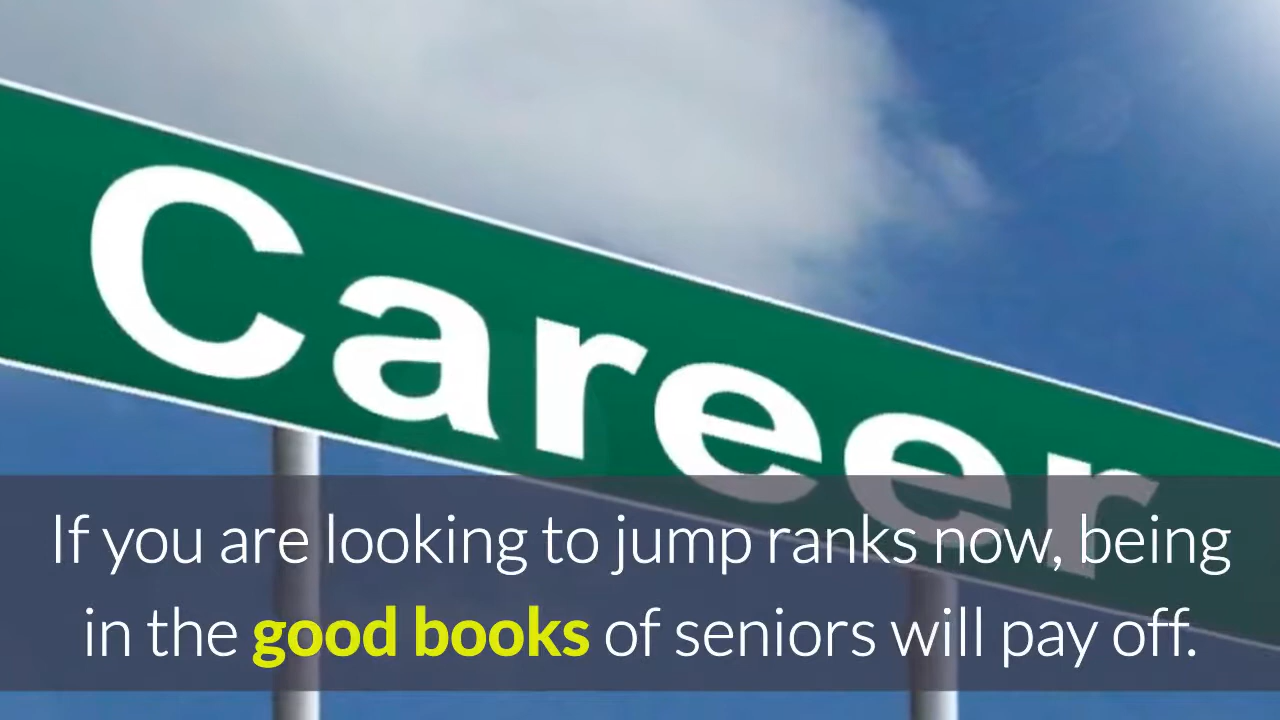 Career
If you are looking to jump ranks now, being
in the good books of seniors will pay off.